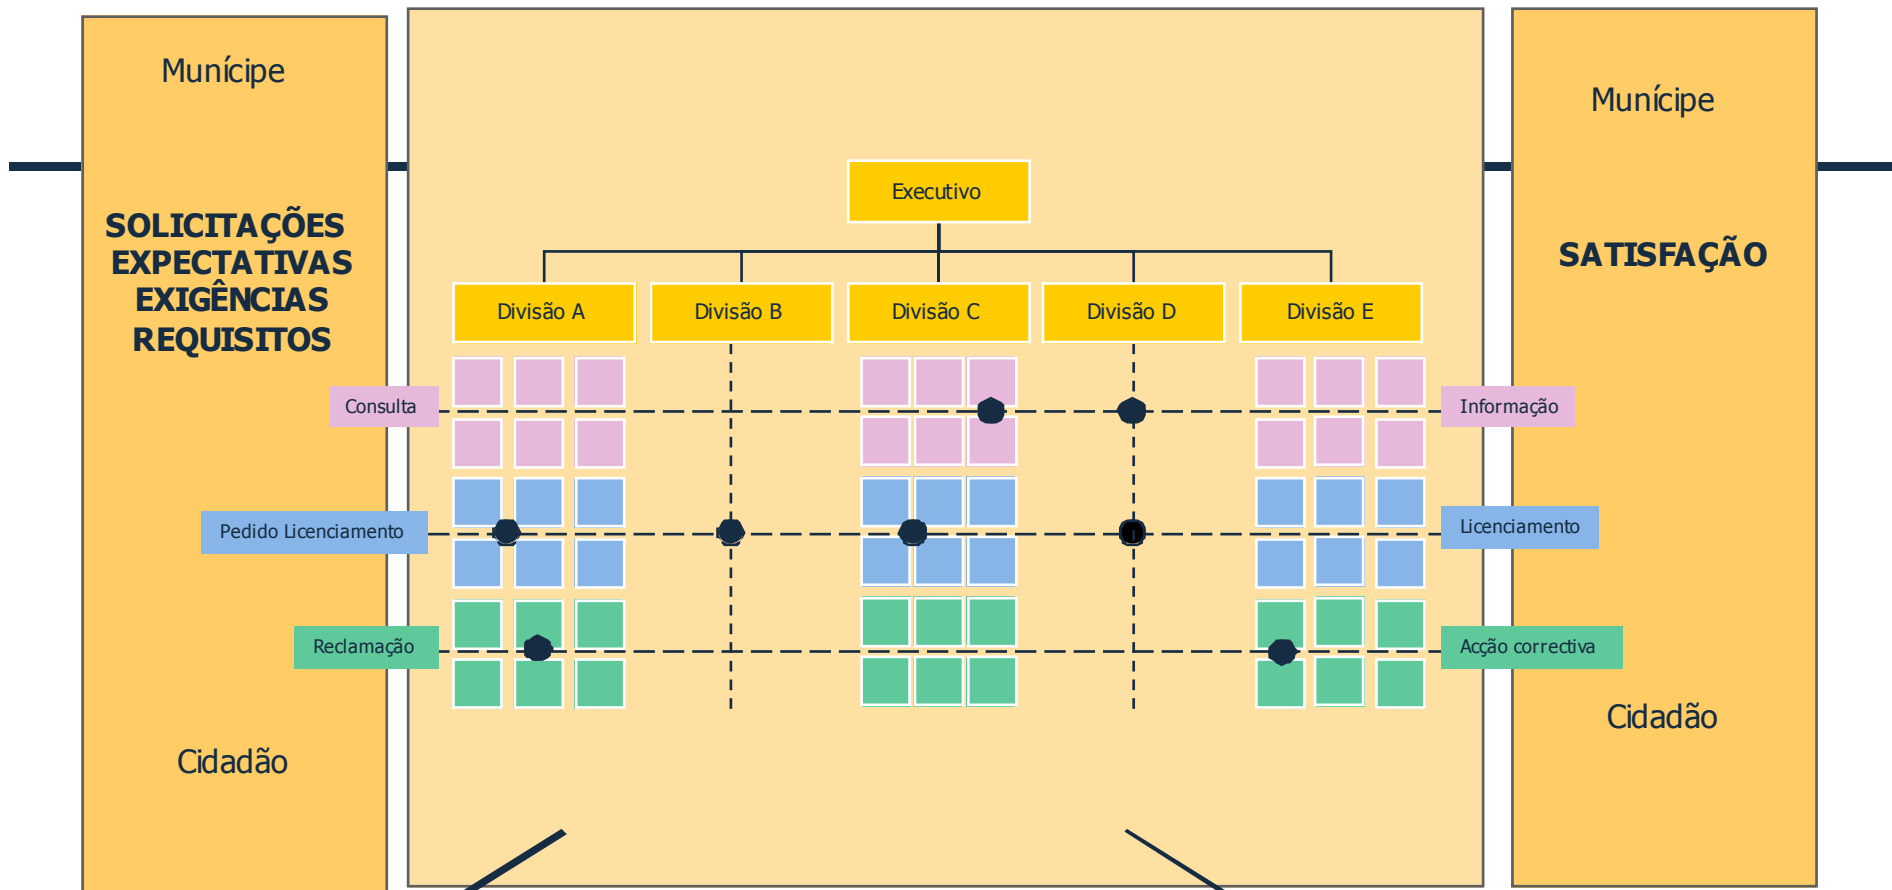 Munícipe
SOLICITAÇÕES
EXPECTATIVAS
EXIGÊNCIAS
REQUISITOS
Cidadão
Executivo
Divisão A
Divisão B
Divisão C
Divisão D
Divisão E
Consulta
Informação
Pedido Licenciamento
Licenciamento
Reclamação
Acção correctiva
Munícipe
SATISFAÇÃO
Cidadão